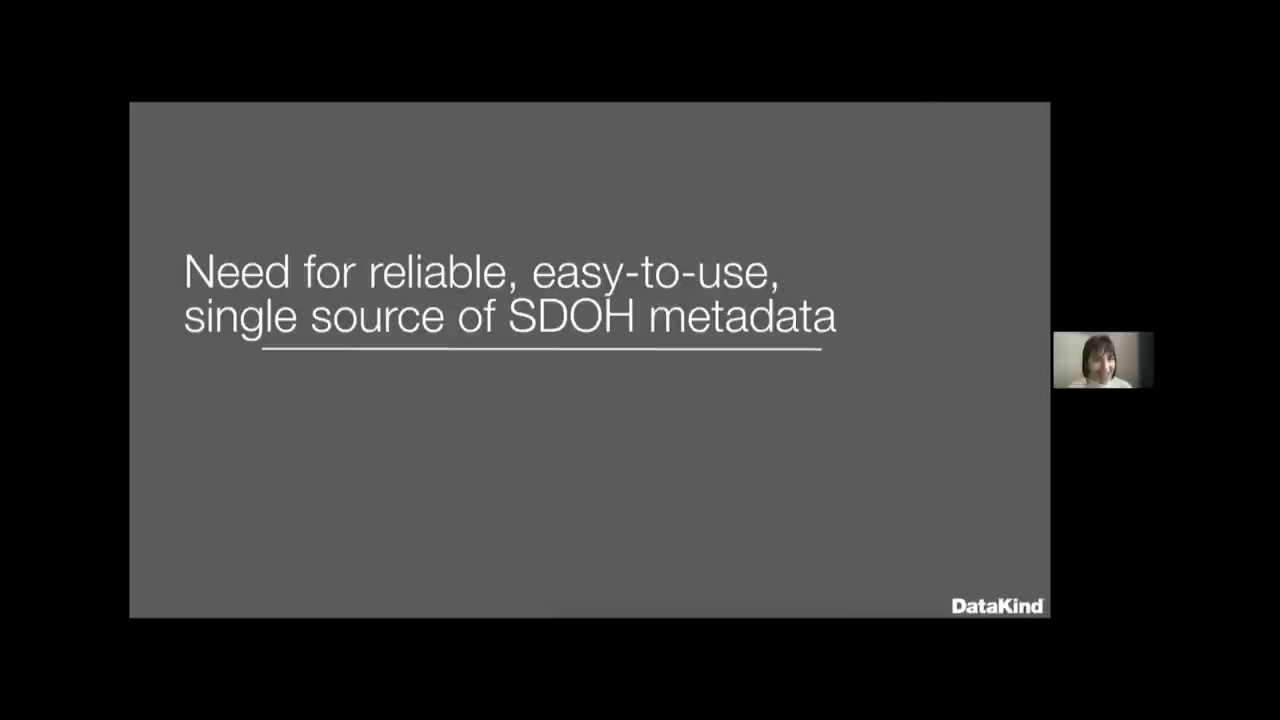 Need for reliable, easy-to-use,
single source of SDOH metadata
DataKind